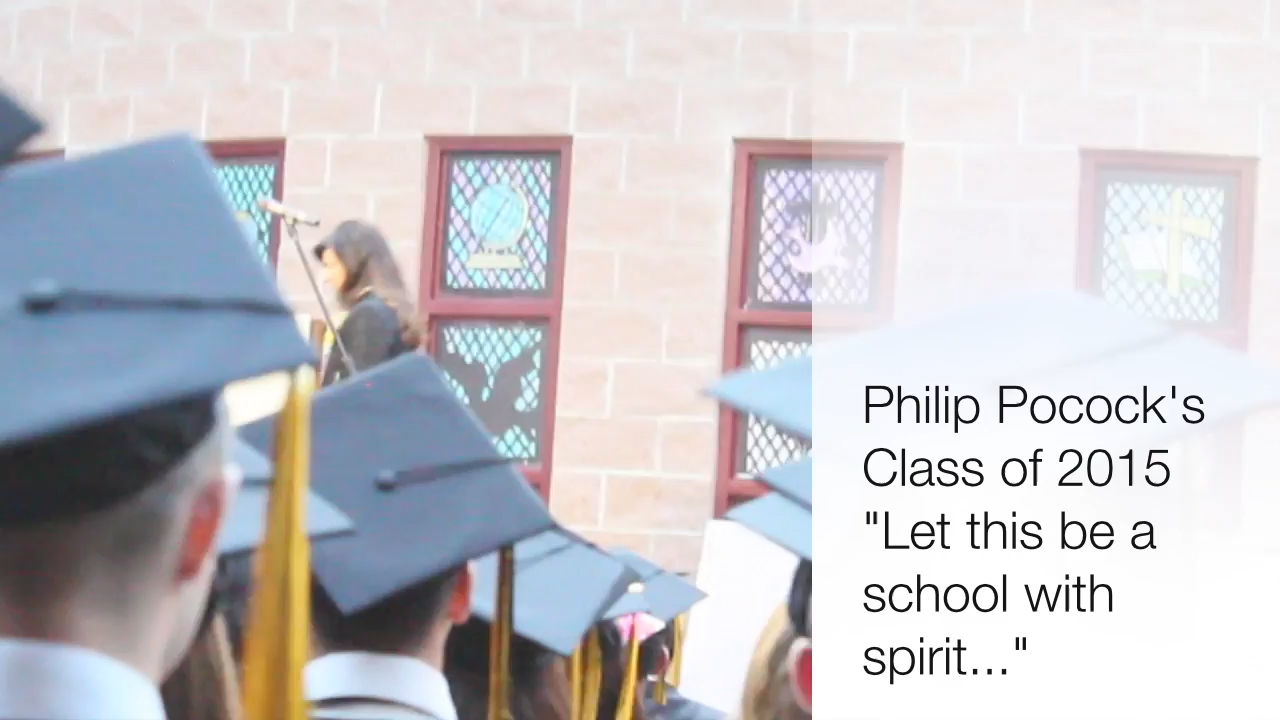 Philip Pocock's
Class of 2015
"Let this be a
school with
spirit..."